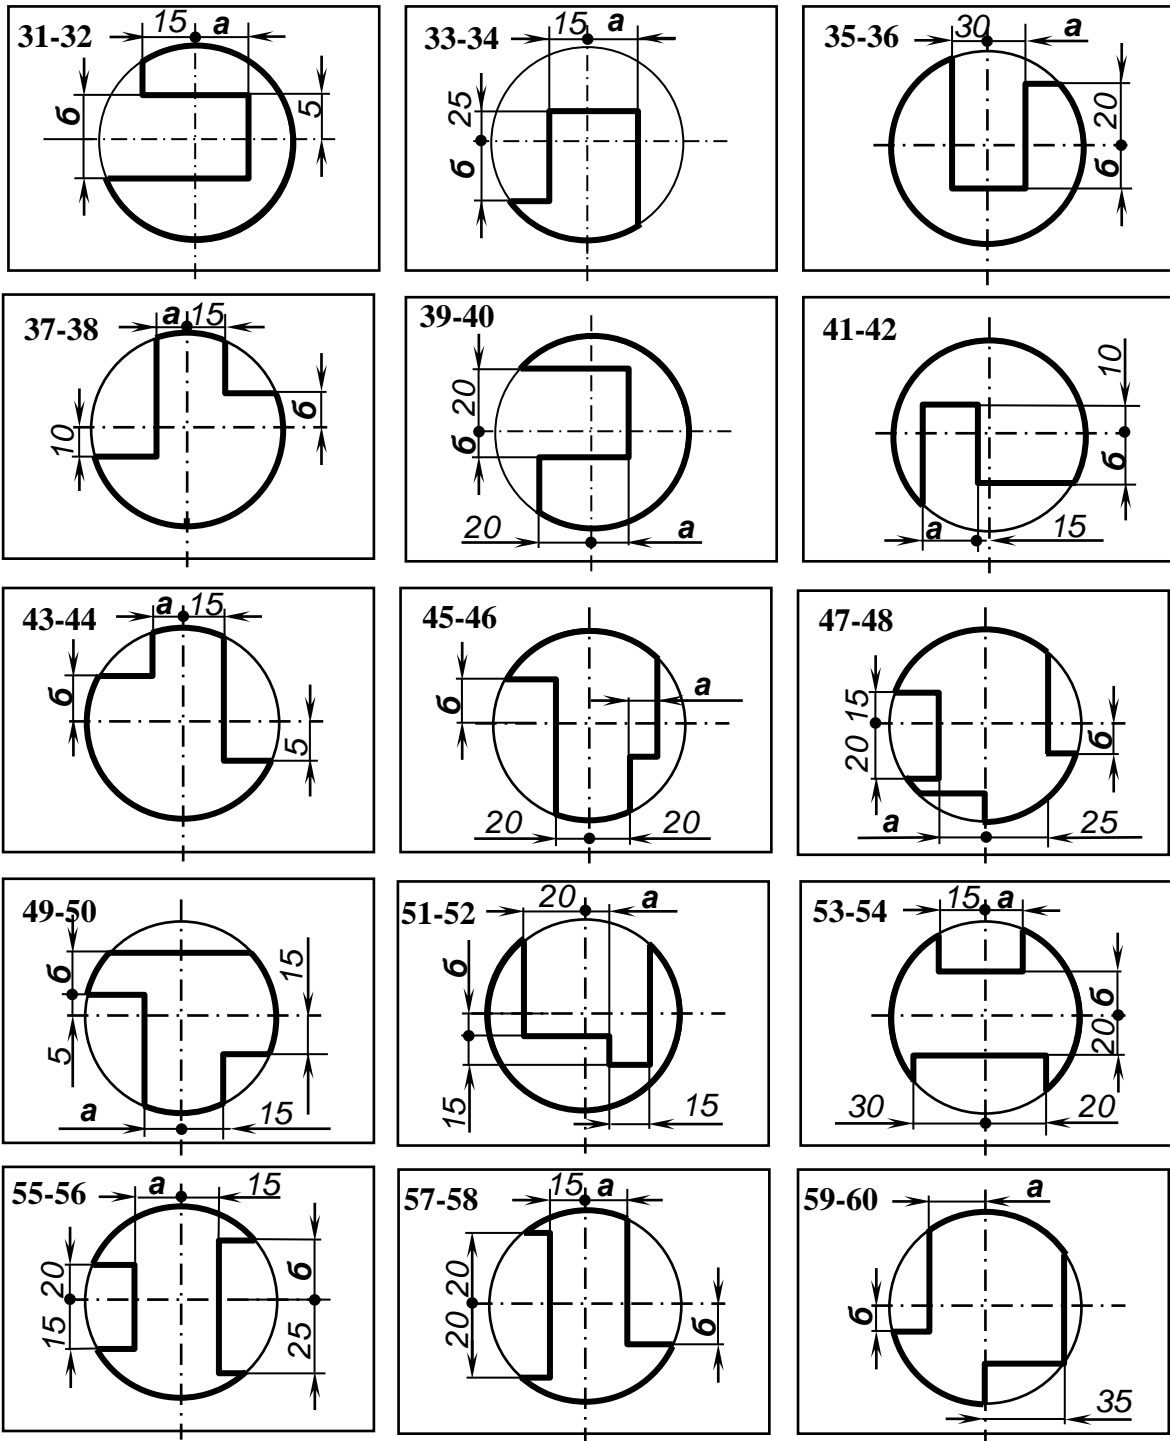 31-32 15 а б 5
33-34 15 а 25 б
35-36 30 а 20 б
37-38 а 15 10 б
39-40 20 б 20 а
41-42 10 б а 15
43-44 а 15 б 5
45-46 б а 20 20
47-48 15 20 б а 25
49-50 б 5 15 а 15
51-52 20 а б 15 15
53-54 15 а б 20 30 20
55-56 а 15 20 15 б 25
57-58 15 а 20 20 б
59-60 а б 35